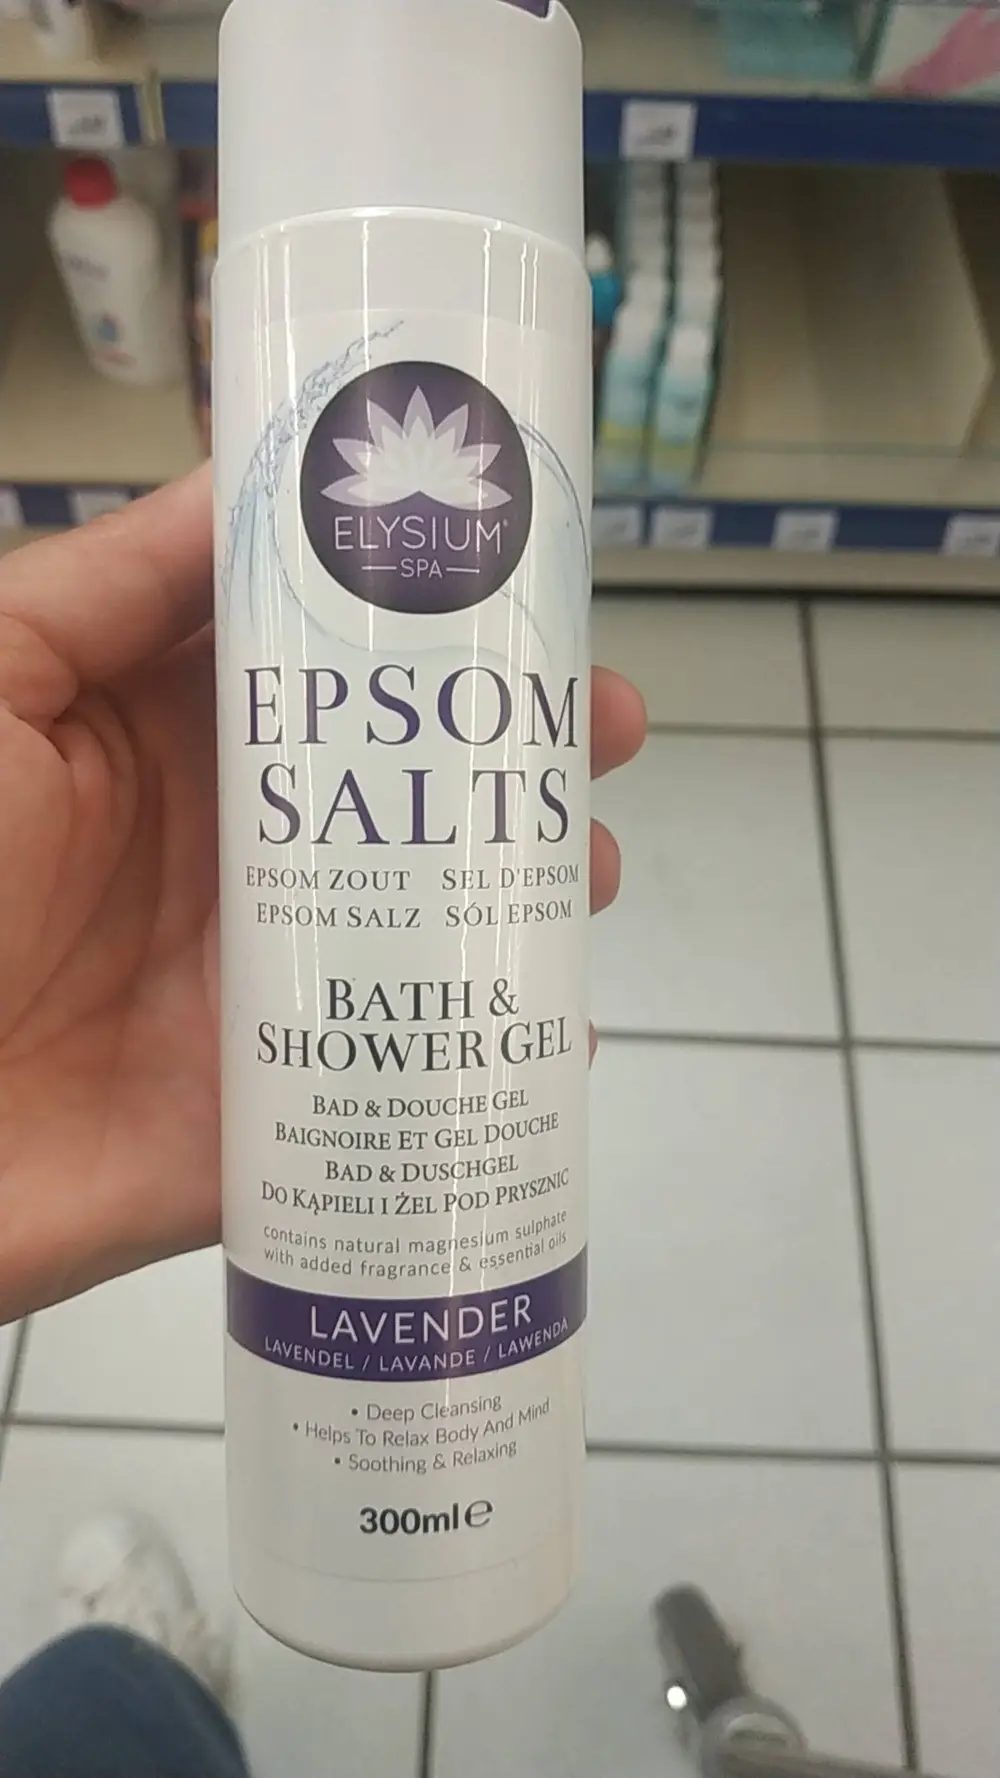 ELYSIUM®
SPA
EPSOM
SALTS
EPSOM ZOUT SEL D'EPSOM
EPSOM SALZ SÓL EPSOM
BATH &
SHOWER GEL
BAD & DOUCHE GEL
BAIGNOIRE ET GEL DOUCHE
BAD & DUSCHGEL
DO KĄPIELI I ŻEL POD PRYSZNIC
contains natural magnesium sulphate
with added fragrance & essential oils
LAVENDER
LAVENDEL / LAVANDE / LAWENDA
• Deep Cleansing
• Helps To Relax Body And Mind
• Soothing & Relaxing
300ml℮